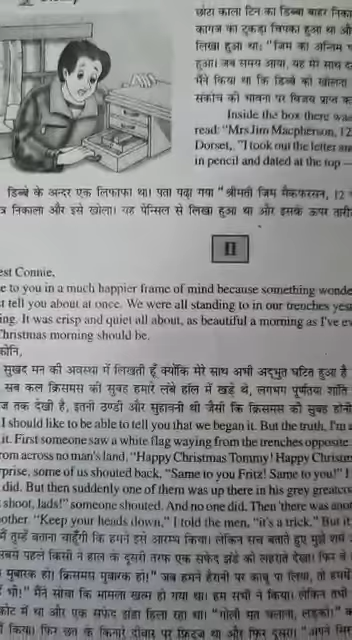 छोटा काला टिन का डिब्बा बाहर निका
कागज का टुकड़ा चिपका हुआ था औ
लिखा हुआ था: "जिम का अन्तिम प
हुआ। जब समय आया, यह मेरे साथ द
मैंने किया था कि डिब्बे को खोलना
संकोच की भावना पर विजय प्राप्त क
Inside the box there was
read: "Mrs Jim Macpherson, 12
Dorset, "I took out the letter an
in pencil and dated at the top —
डिब्बे के अन्दर एक लिफाफा था। पता पढ़ा गया "श्रीमती जिम मैकफरसन, 12
त्र निकाला और इसे खोला। यह पेन्सिल से लिखा हुआ था और इसके ऊपर तारी
II
est Connie,
e to you in a much happier frame of mind because something wonde
t tell you about at once. We were all standing to in our trenches yest
ing. It was crisp and quiet all about, as beautiful a morning as I've ev
Christmas morning should be.
कोनि,
सुखद मन की अवस्था में लिखती हूँ क्योंकि मेरे साथ अभी अद्भुत घटित हुआ है
सब कल क्रिसमस की सुबह हमारे लंबे हॉल में खड़े थे, लगभग पूर्णतया शांति
ज तक देखी है, इतनी ठण्डी और सुहावनी थी जैसी कि क्रिसमस की सुबह होनी
I should like to be able to tell you that we began it. But the truth, I'm a
it. First someone saw a white flag waving from the trenches opposite
rom across no man's land, "Happy Christmas Tommy! Happy Christm
prise, some of us shouted back, "Same to you Fritz! Same to you!" I
did. But then suddenly one of them was up there in his grey greatco
shoot, lads!" someone shouted. And no one did. Then 'there was anot
other. "Keep your heads down," I told the men, "it's a trick." But it
मैं तुम्हें बताना चाहूँगी कि हमने इसे आरम्भ किया। लेकिन सच बताते हुए मुझे शर्म
सबसे पहले किसी ने हाल के दूसरी तरफ एक सफेद झंडे को लहराते देखा। फिर वे
मुबारक हो! क्रिसमस मुबारक हो!" जब हमने हैरानी पर काबू पा लिया, तो हममें
भी!" मैंने सोचा कि मामला खत्म हो गया था। हम सभी ने किया। लेकिन तभी
कोट में था और एक सफेद झंडा हिला रहा था। "गोली मत चलाना, लड़को!"
किया। फिर छत के किनारे दीवार पर फ्रिट्ज था और फिर दूसरा। "अपने सिर